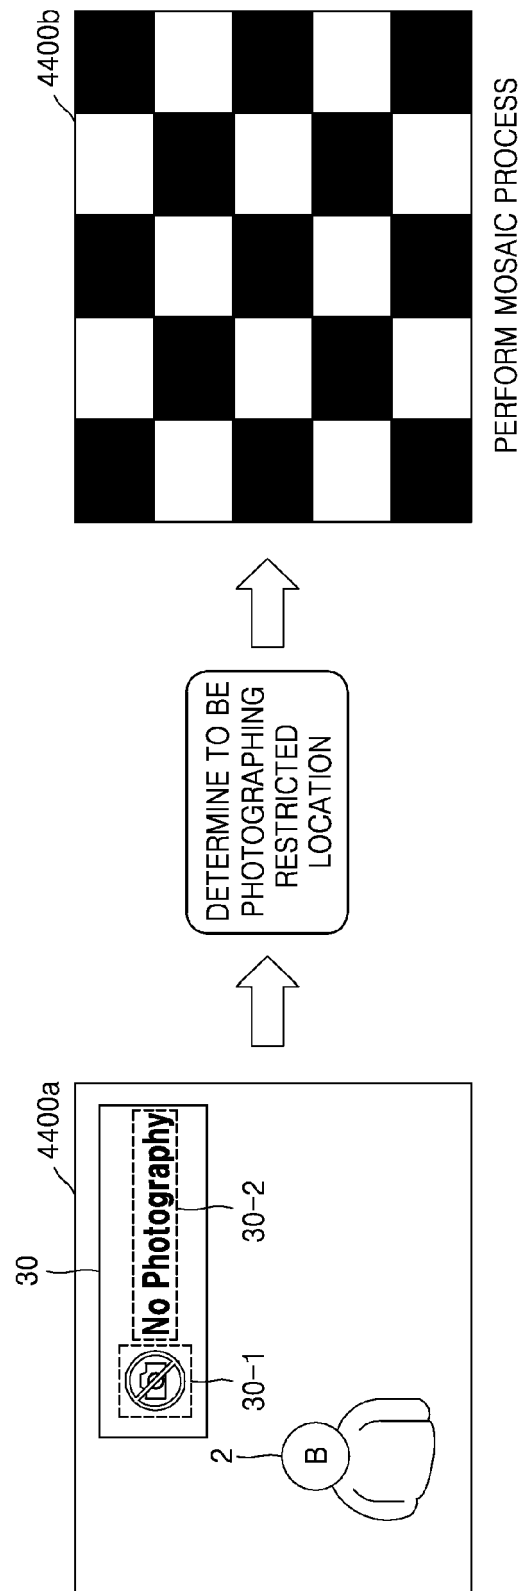 30
4400a
No Photography
30-1
30-2
2
B
DETERMINE TO BE
PHOTOGRAPHING
RESTRICTED
LOCATION
4400b
PERFORM MOSAIC PROCESS